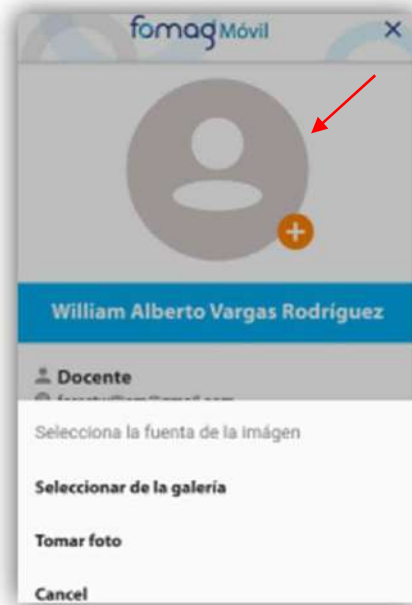 fomag Móvil
William Alberto Vargas Rodríguez
Docente
Selecciona la fuenta de la imágen
Seleccionar de la galería
Tomar foto
Cancel